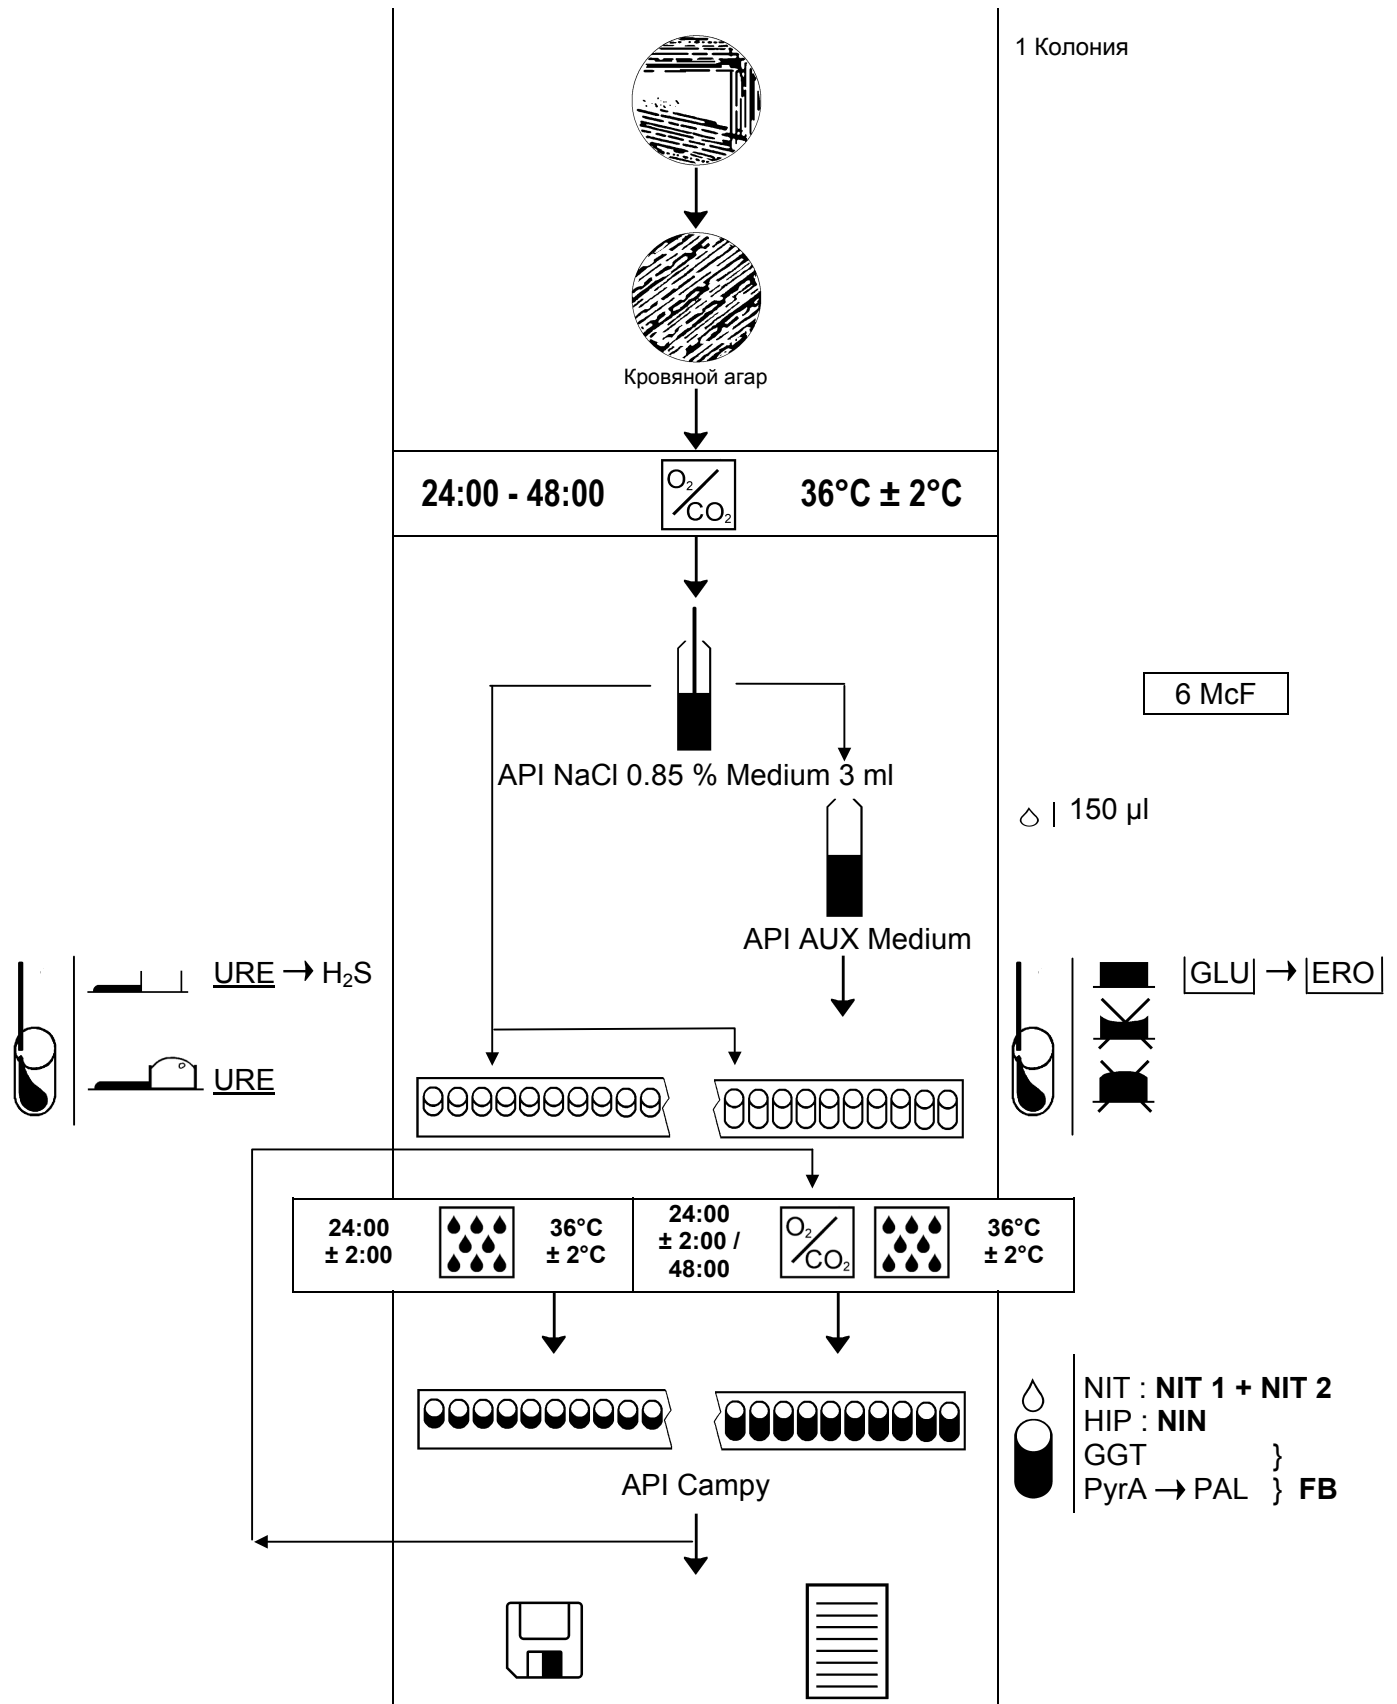 1 Колония
Кровяной агар
24:00 - 48:00
O₂
CO₂
36°C ± 2°C
6 McF
API NaCl 0.85 % Medium 3 ml
150 µl
API AUX Medium
URE → H₂S
URE
GLU → ERO
24:00
± 2:00
36°C
± 2°C
24:00
± 2:00 /
48:00
O₂
CO₂
36°C
± 2°C
NIT : NIT 1 + NIT 2
HIP : NIN
GGT }
PyrA → PAL } FB
API Campy